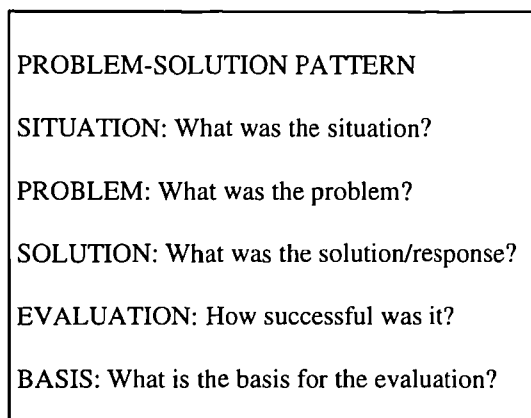 PROBLEM-SOLUTION PATTERN
SITUATION: What was the situation?
PROBLEM: What was the problem?
SOLUTION: What was the solution/response?
EVALUATION: How successful was it?
BASIS: What is the basis for the evaluation?